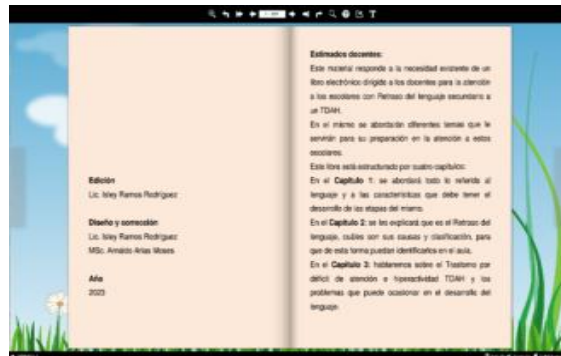 Edición
Lic. Isley Ramos Rodríguez
Diseño y corrección
Lic. Isley Ramos Rodríguez
MSc. Arnaldo Arias Moses
Año
2023
Estimados docentes:
Este material responde a la necesidad existente de un
libro electrónico dirigido a los docentes para la atención
a los escolares con Retraso del lenguaje secundario a
un TDAH.
En el mismo se abordarán diferentes temas que le
servirán para su preparación en la atención a estos
escolares.
Este libro está estructurado por cuatro capítulos:
En el Capítulo 1: se abordará todo lo referido al
lenguaje y a las características que debe tener el
desarrollo de las etapas del mismo.
En el Capítulo 2: se les explicará que es el Retraso del
lenguaje, cuáles son sus causas y clasificación, para
que de esta forma puedan identificarlos en el aula.
En el Capítulo 3: hablaremos sobre el Trastorno por
déficit de atención e hiperactividad TDAH y los
problemas que puede ocasionar en el desarrollo del
lenguaje.